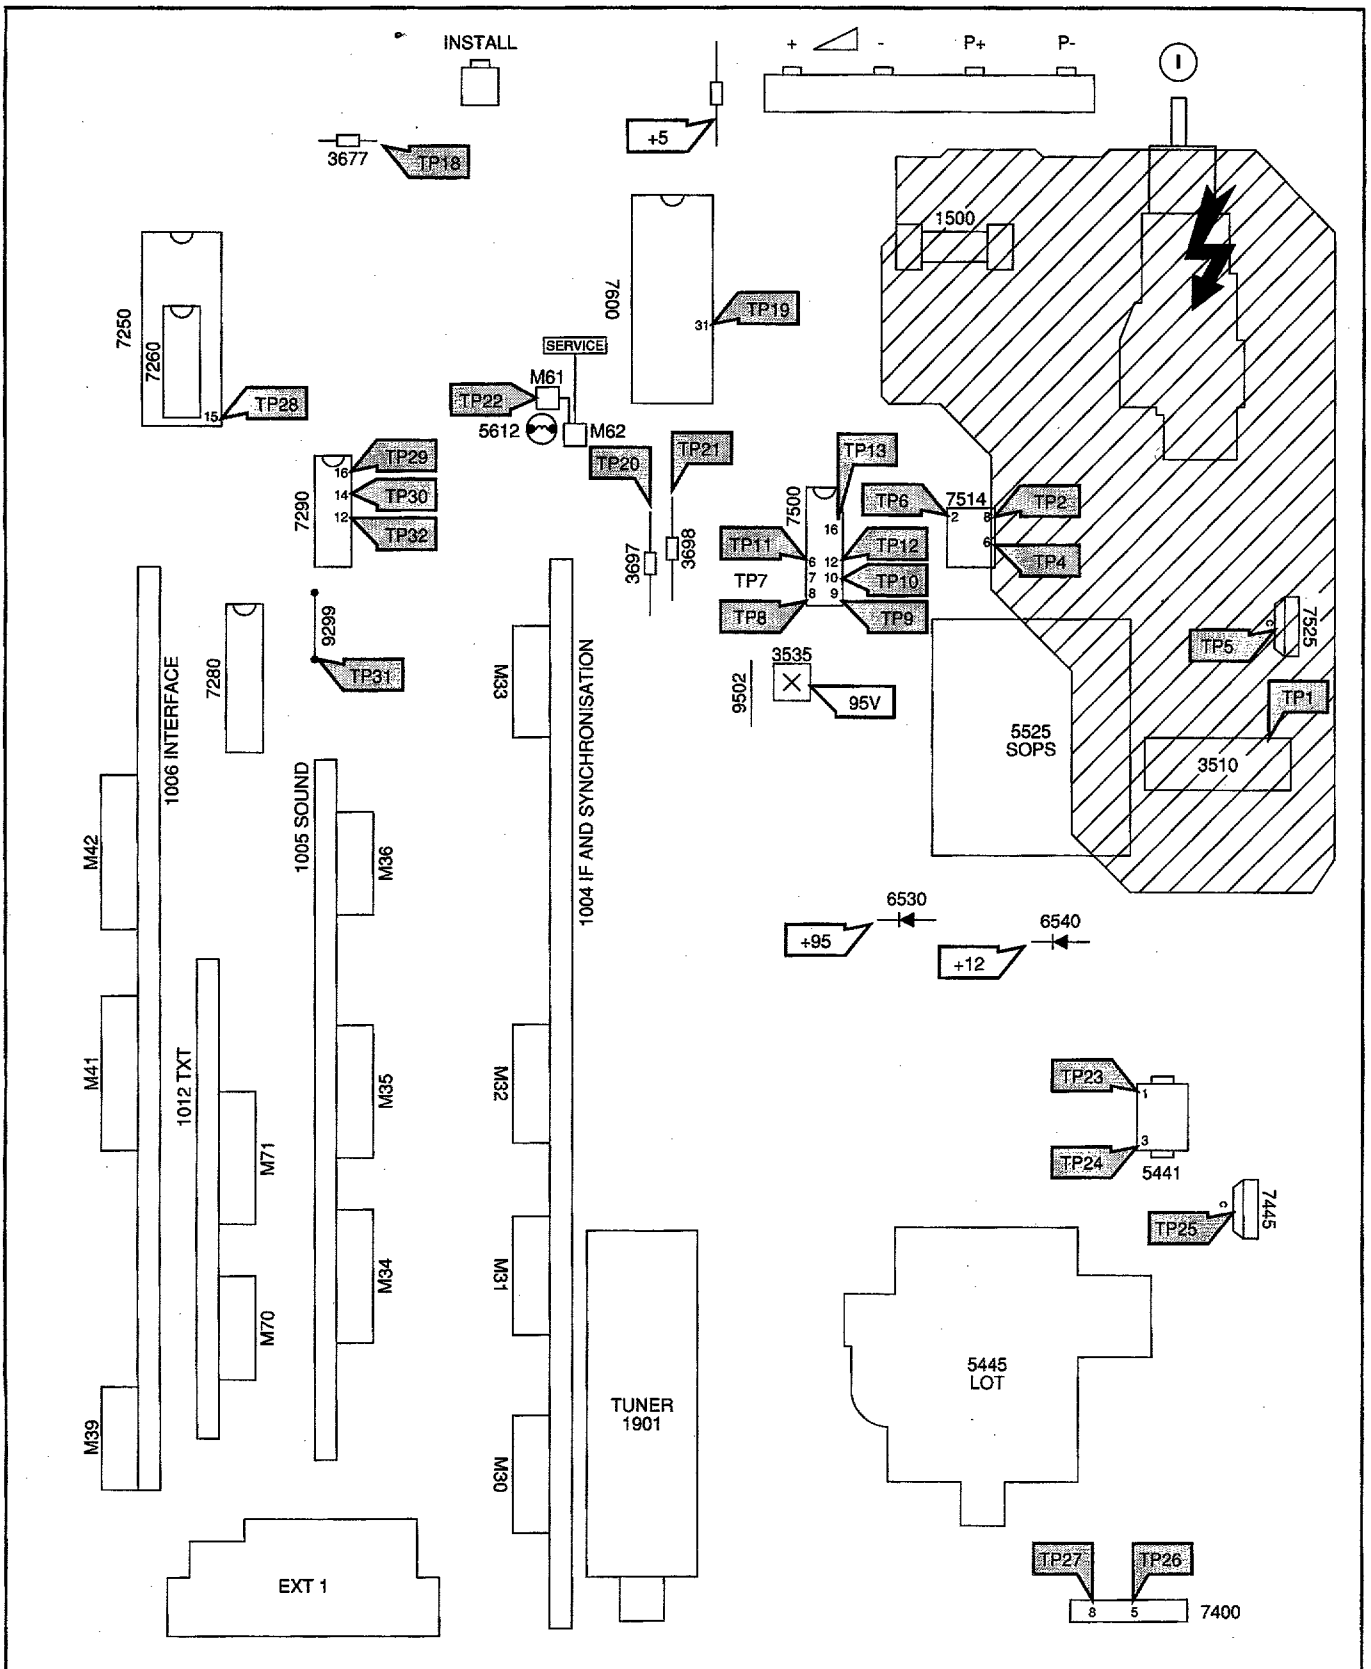 INSTALL
+ - P+ P-
I
+5
3677
TP18
1500
7600
31
TP19
7250
7260
15
TP28
SERVICE
M61
TP22
5612
M62
TP20
TP21
TP13
TP6
7514
TP2
2
8
6
TP4
7290
16
TP29
14
TP30
12
TP32
7500
16
TP11
6
12
TP12
TP7
7
10
TP10
TP8
8
9
TP9
3697
3698
9299
TP31
7280
1006 INTERFACE
M33
1004 IF AND SYNCHRONISATION
9502
3535
95V
5525
SOPS
TP5
c
7525
TP1
3510
1005 SOUND
M42
M36
6530
+95
6540
+12
M41
1012 TXT
M71
M35
M32
TP23
1
3
TP24
5441
TP25
c
7445
M70
M34
M31
M39
M30
TUNER
1901
5445
LOT
EXT 1
TP27
TP26
8
5
7400